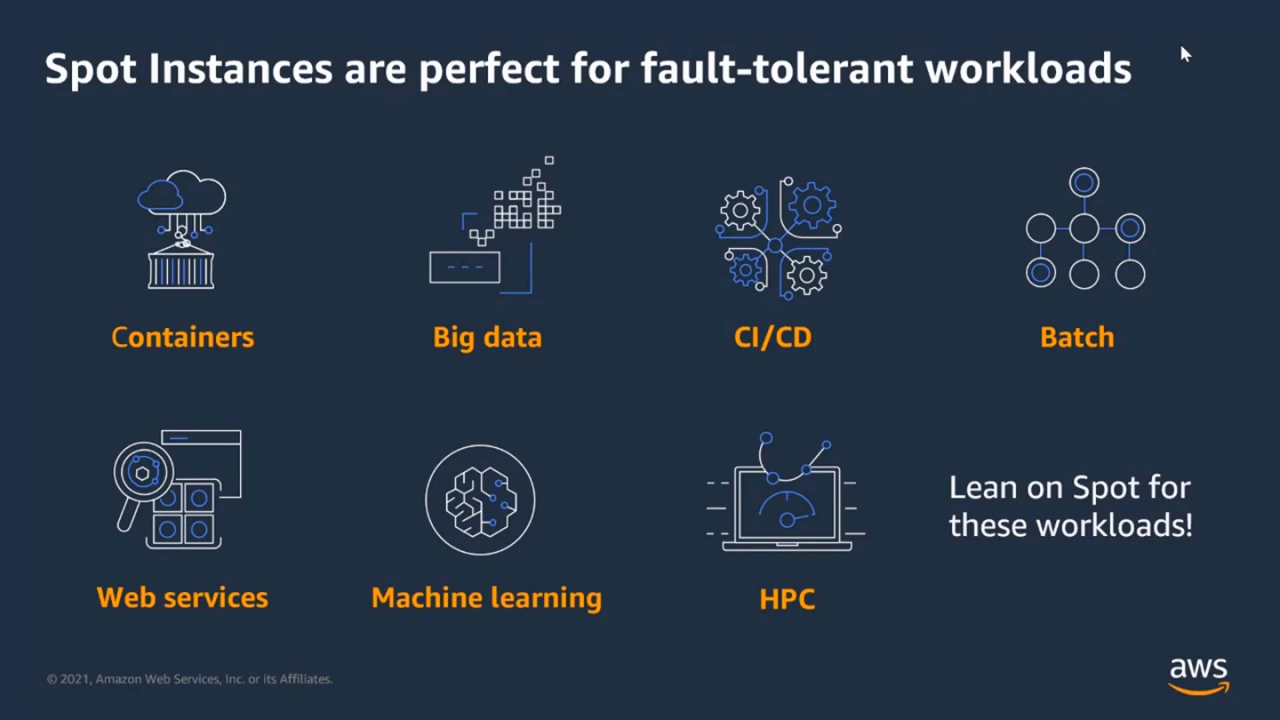 Spot Instances are perfect for fault-tolerant workloads
Containers
Big data
CI/CD
Batch
Web services
Machine learning
HPC
Lean on Spot for
these workloads!
© 2021, Amazon Web Services, Inc. or its Affiliates.
aws